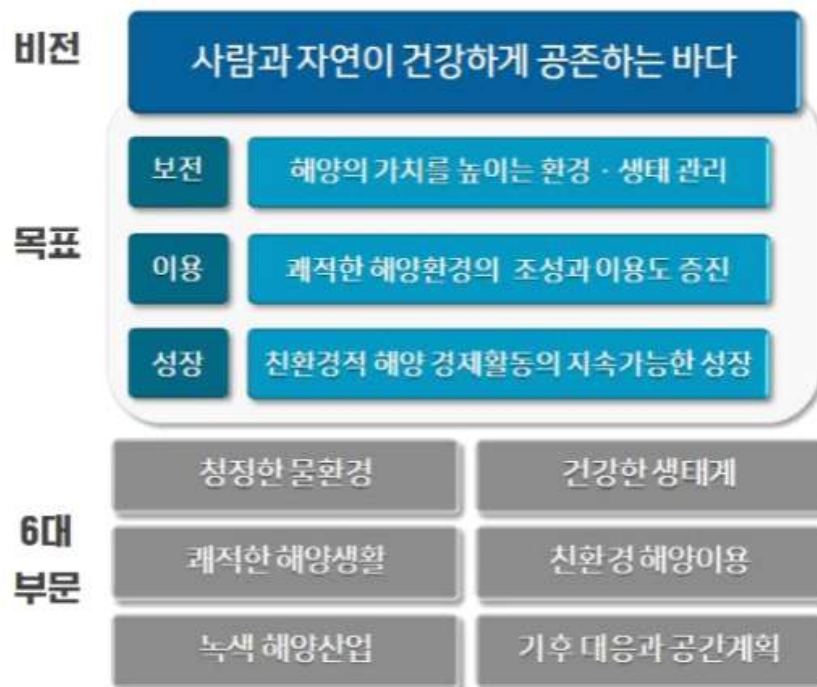 비전
사람과 자연이 건강하게 공존하는 바다
목표
보전
해양의 가치를 높이는 환경 · 생태 관리
이용
쾌적한 해양환경의 조성과 이용도 증진
성장
친환경적 해양 경제활동의 지속가능한 성장
6대
부문
청정한 물환경
건강한 생태계
쾌적한 해양생활
친환경 해양이용
녹색 해양산업
기후 대응과 공간계획